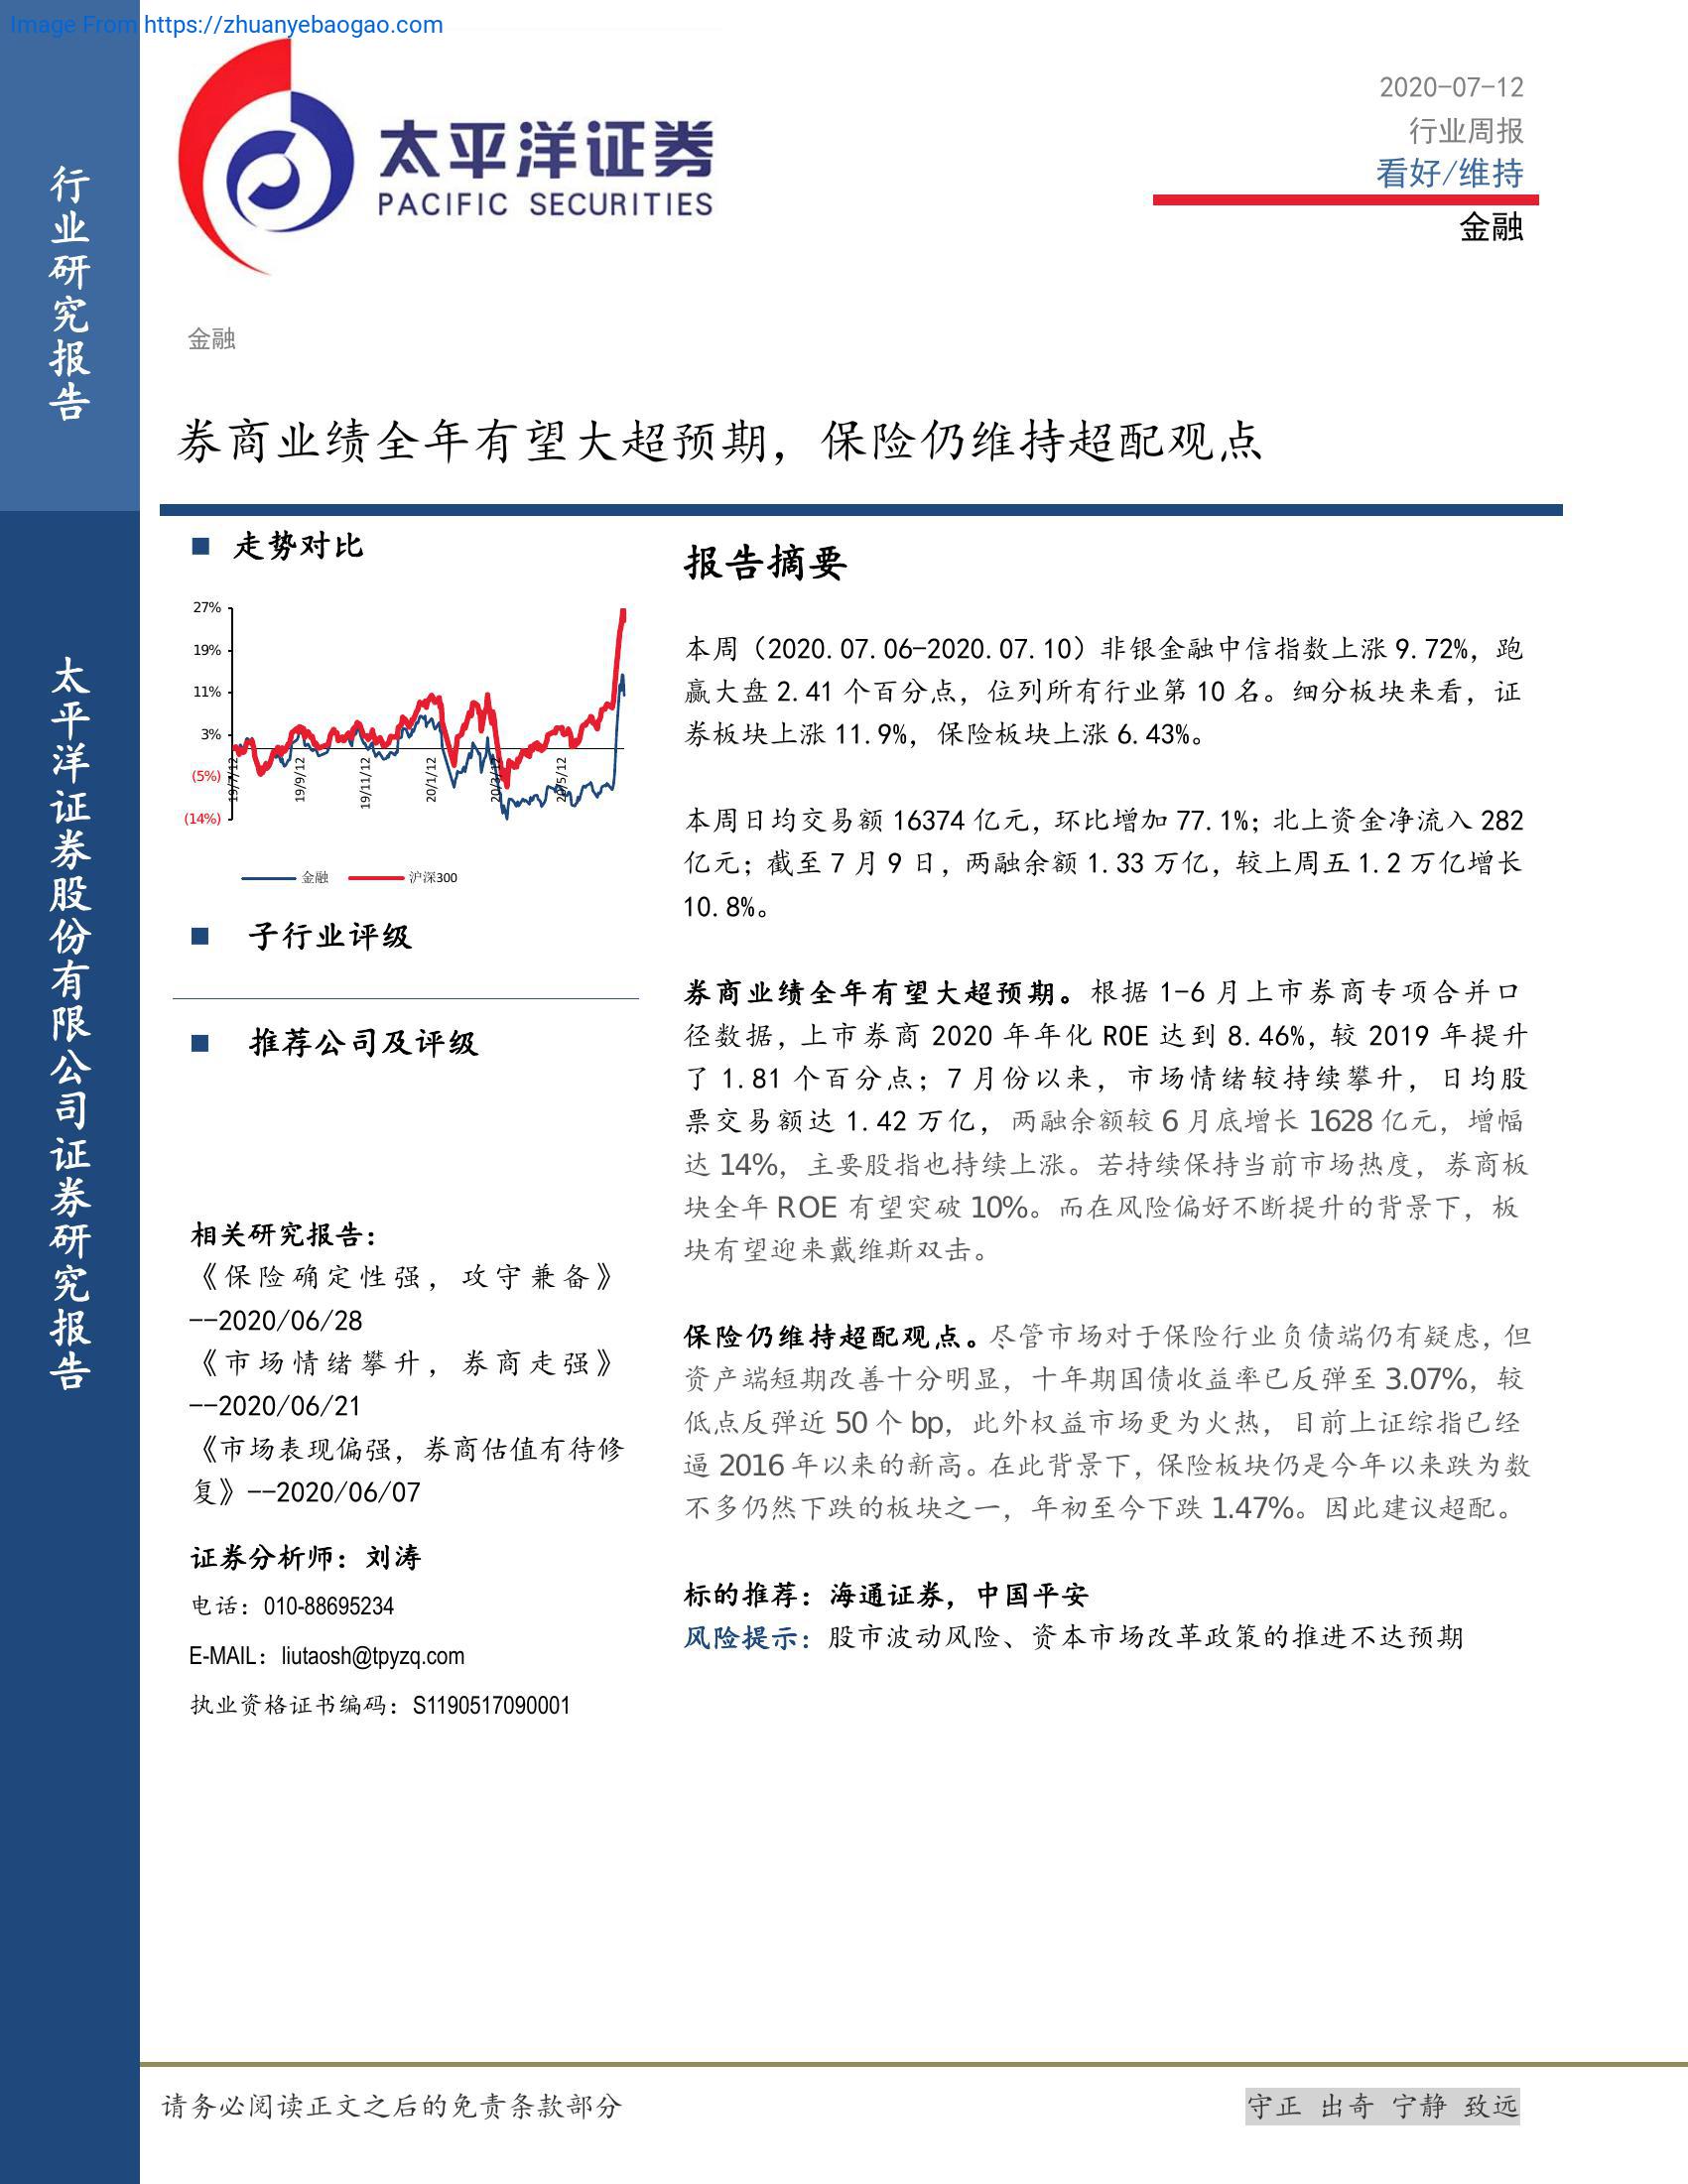 Image From https://zhuanyebaogao.com
行业研究报告
太平洋证券股份有限公司证券研究报告
太平洋证券
PACIFIC SECURITIES
2020-07-12
行业周报
看好/维持
金融
金融
券商业绩全年有望大超预期，保险仍维持超配观点
走势对比
27%
19%
11%
3%
(5%)
(14%)
19/7/12
19/9/12
19/11/12
20/1/12
20/3/12
20/5/12
金融
沪深300
子行业评级
推荐公司及评级
相关研究报告：
《保险确定性强，攻守兼备》
--2020/06/28
《市场情绪攀升，券商走强》
--2020/06/21
《市场表现偏强，券商估值有待修
复》--2020/06/07
证券分析师：刘涛
电话：010-88695234
E-MAIL：liutaosh@tpyzq.com
执业资格证书编码：S1190517090001
报告摘要
本周（2020.07.06-2020.07.10）非银金融中信指数上涨 9.72%，跑
赢大盘 2.41 个百分点，位列所有行业第 10 名。细分板块来看，证
券板块上涨 11.9%，保险板块上涨 6.43%。
本周日均交易额 16374 亿元，环比增加 77.1%；北上资金净流入 282
亿元；截至 7 月 9 日，两融余额 1.33 万亿，较上周五 1.2 万亿增长
10.8%。
券商业绩全年有望大超预期。根据 1-6 月上市券商专项合并口
径数据，上市券商 2020 年年化 ROE 达到 8.46%，较 2019 年提升
了 1.81 个百分点；7 月份以来，市场情绪较持续攀升，日均股
票交易额达 1.42 万亿，两融余额较 6 月底增长 1628 亿元，增幅
达 14%，主要股指也持续上涨。若持续保持当前市场热度，券商板
块全年 ROE 有望突破 10%。而在风险偏好不断提升的背景下，板
块有望迎来戴维斯双击。
保险仍维持超配观点。尽管市场对于保险行业负债端仍有疑虑，但
资产端短期改善十分明显，十年期国债收益率已反弹至 3.07%，较
低点反弹近 50 个 bp，此外权益市场更为火热，目前上证综指已经
逼 2016 年以来的新高。在此背景下，保险板块仍是今年以来跌为数
不多仍然下跌的板块之一，年初至今下跌 1.47%。因此建议超配。
标的推荐：海通证券，中国平安
风险提示：股市波动风险、资本市场改革政策的推进不达预期
请务必阅读正文之后的免责条款部分
守正 出奇 宁静 致远